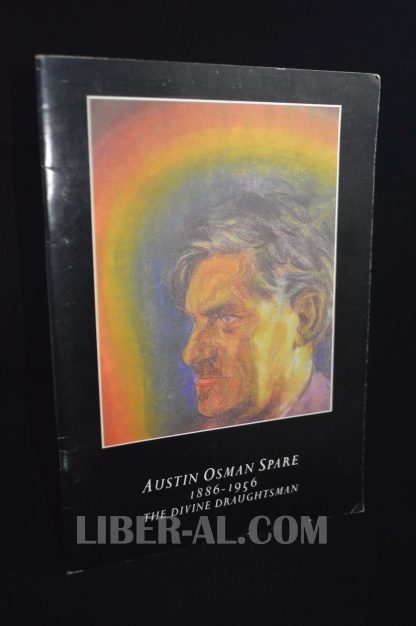 AUSTIN OSMAN SPARE
1886-1956
THE DIVINE DRAUGHTSMAN
LIBER-AL.COM